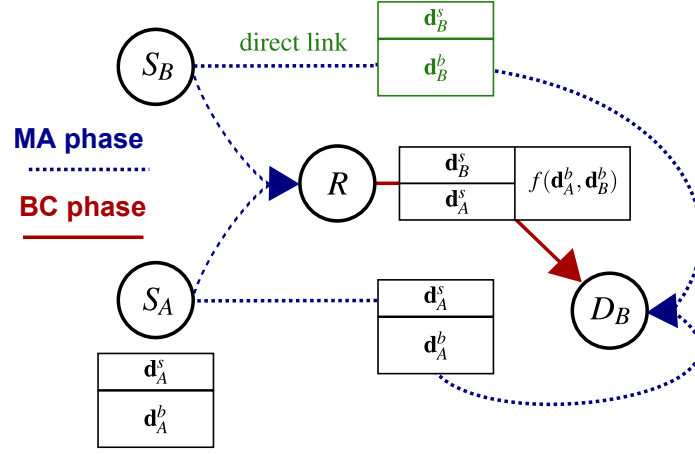 d_B^s
direct link
S_B
d_B^b
MA phase
R
d_B^s
d_A^s
f(d_A^b, d_B^b)
BC phase
S_A
d_A^s
d_A^b
D_B
d_A^s
d_A^b